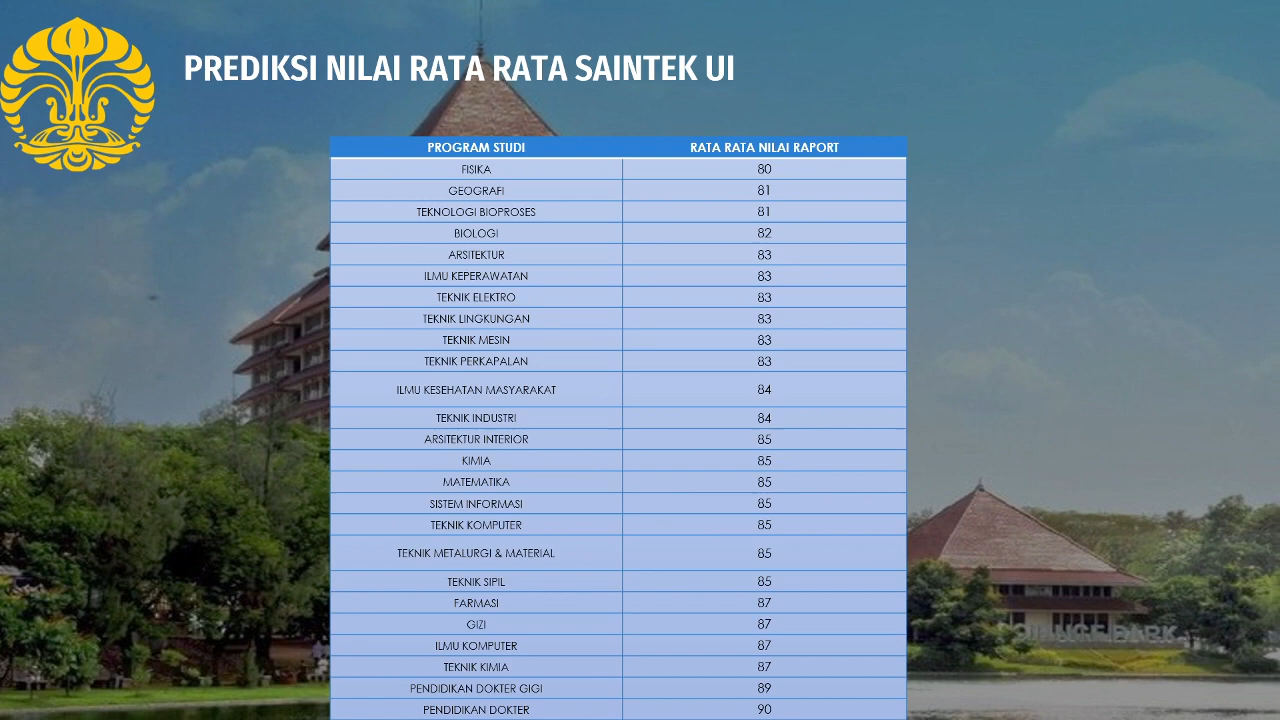 PREDIKSI NILAI RATA RATA SAINTEK UI
PROGRAM STUDI RATA RATA NILAI RAPORT
FISIKA 80
GEOGRAFI 81
TEKNOLOGI BIOPROSES 81
BIOLOGI 82
ARSITEKTUR 83
ILMU KEPERAWATAN 83
TEKNIK ELEKTRO 83
TEKNIK LINGKUNGAN 83
TEKNIK MESIN 83
TEKNIK PERKAPALAN 83
ILMU KESEHATAN MASYARAKAT 84
TEKNIK INDUSTRI 84
ARSITEKTUR INTERIOR 85
KIMIA 85
MATEMATIKA 85
SISTEM INFORMASI 85
TEKNIK KOMPUTER 85
TEKNIK METALURGI & MATERIAL 85
TEKNIK SIPIL 85
FARMASI 87
GIZI 87
ILMU KOMPUTER 87
TEKNIK KIMIA 87
PENDIDIKAN DOKTER GIGI 89
PENDIDIKAN DOKTER 90
PARK